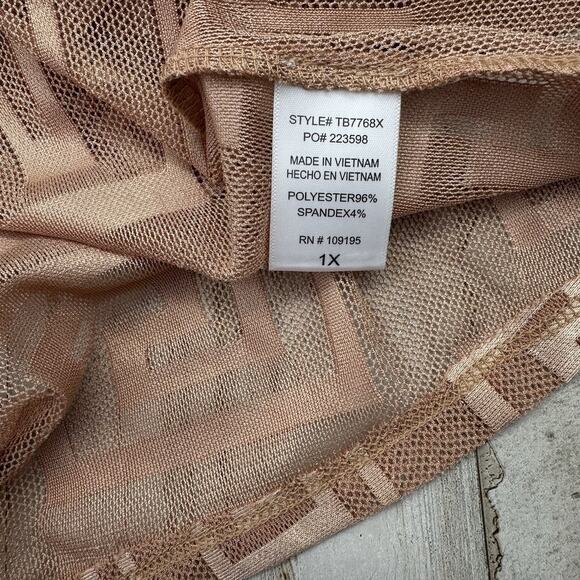 STYLE# TB7768X
PO# 223598
MADE IN VIETNAM
HECHO EN VIETNAM
POLYESTER96%
SPANDEX4%
RN # 109195
1X